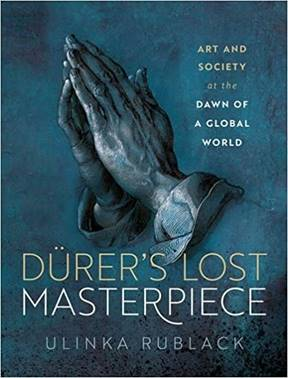 ART AND
SOCIETY
at the
DAWN OF
A GLOBAL
WORLD
DÜRER'S LOST
MASTERPIECE
ULINKA RUBLACK